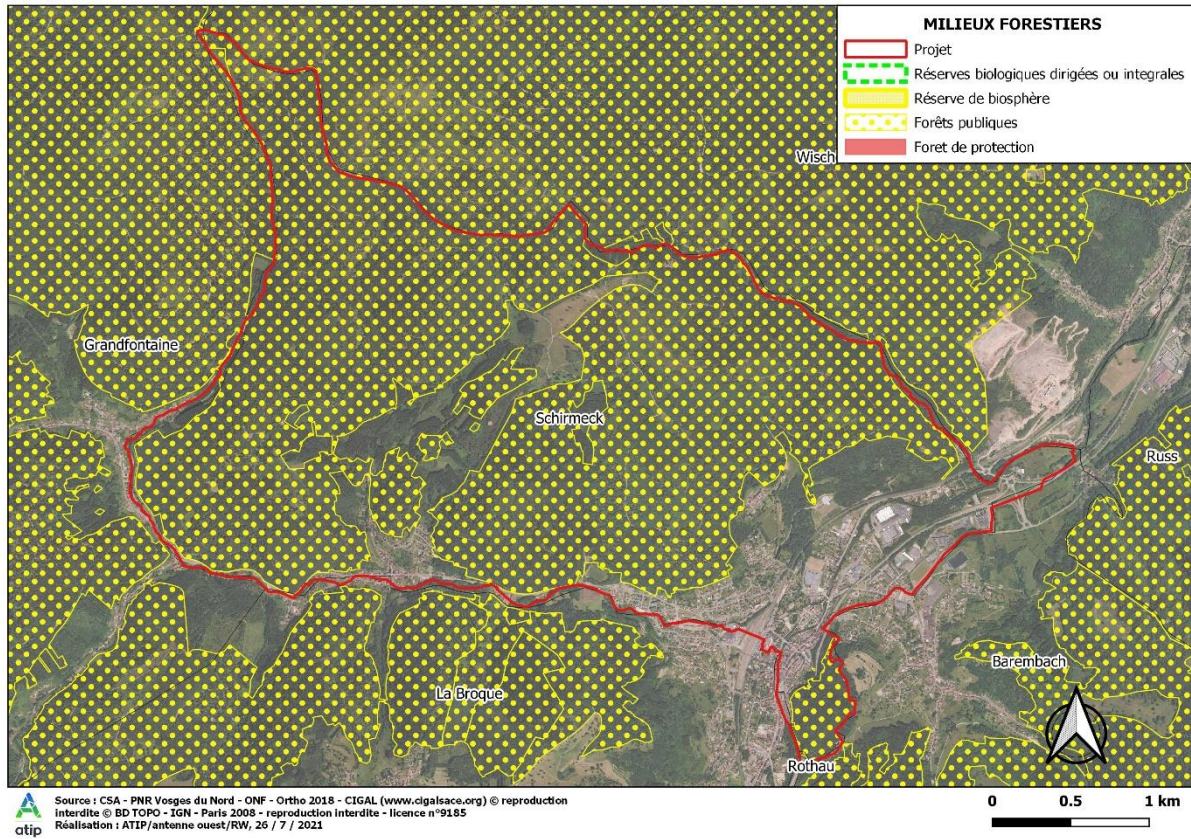 MILIEUX FORESTIERS
Projet
Réserves biologiques dirigées ou integrales
Réserve de biosphère
Forêts publiques
Foret de protection
Wisch
Grandfontaine
Schirmeck
Russ
Barembach
La Broque
Rothau
atip
Source : CSA - PNR Vosges du Nord - ONF - Ortho 2018 - CIGAL (www.cigalsace.org) © reproduction
interdite © BD TOPO - IGN - Paris 2008 - reproduction interdite - licence n°9185
Réalisation : ATIP/antenne ouest/RW, 26 / 7 / 2021
0 0.5 1 km